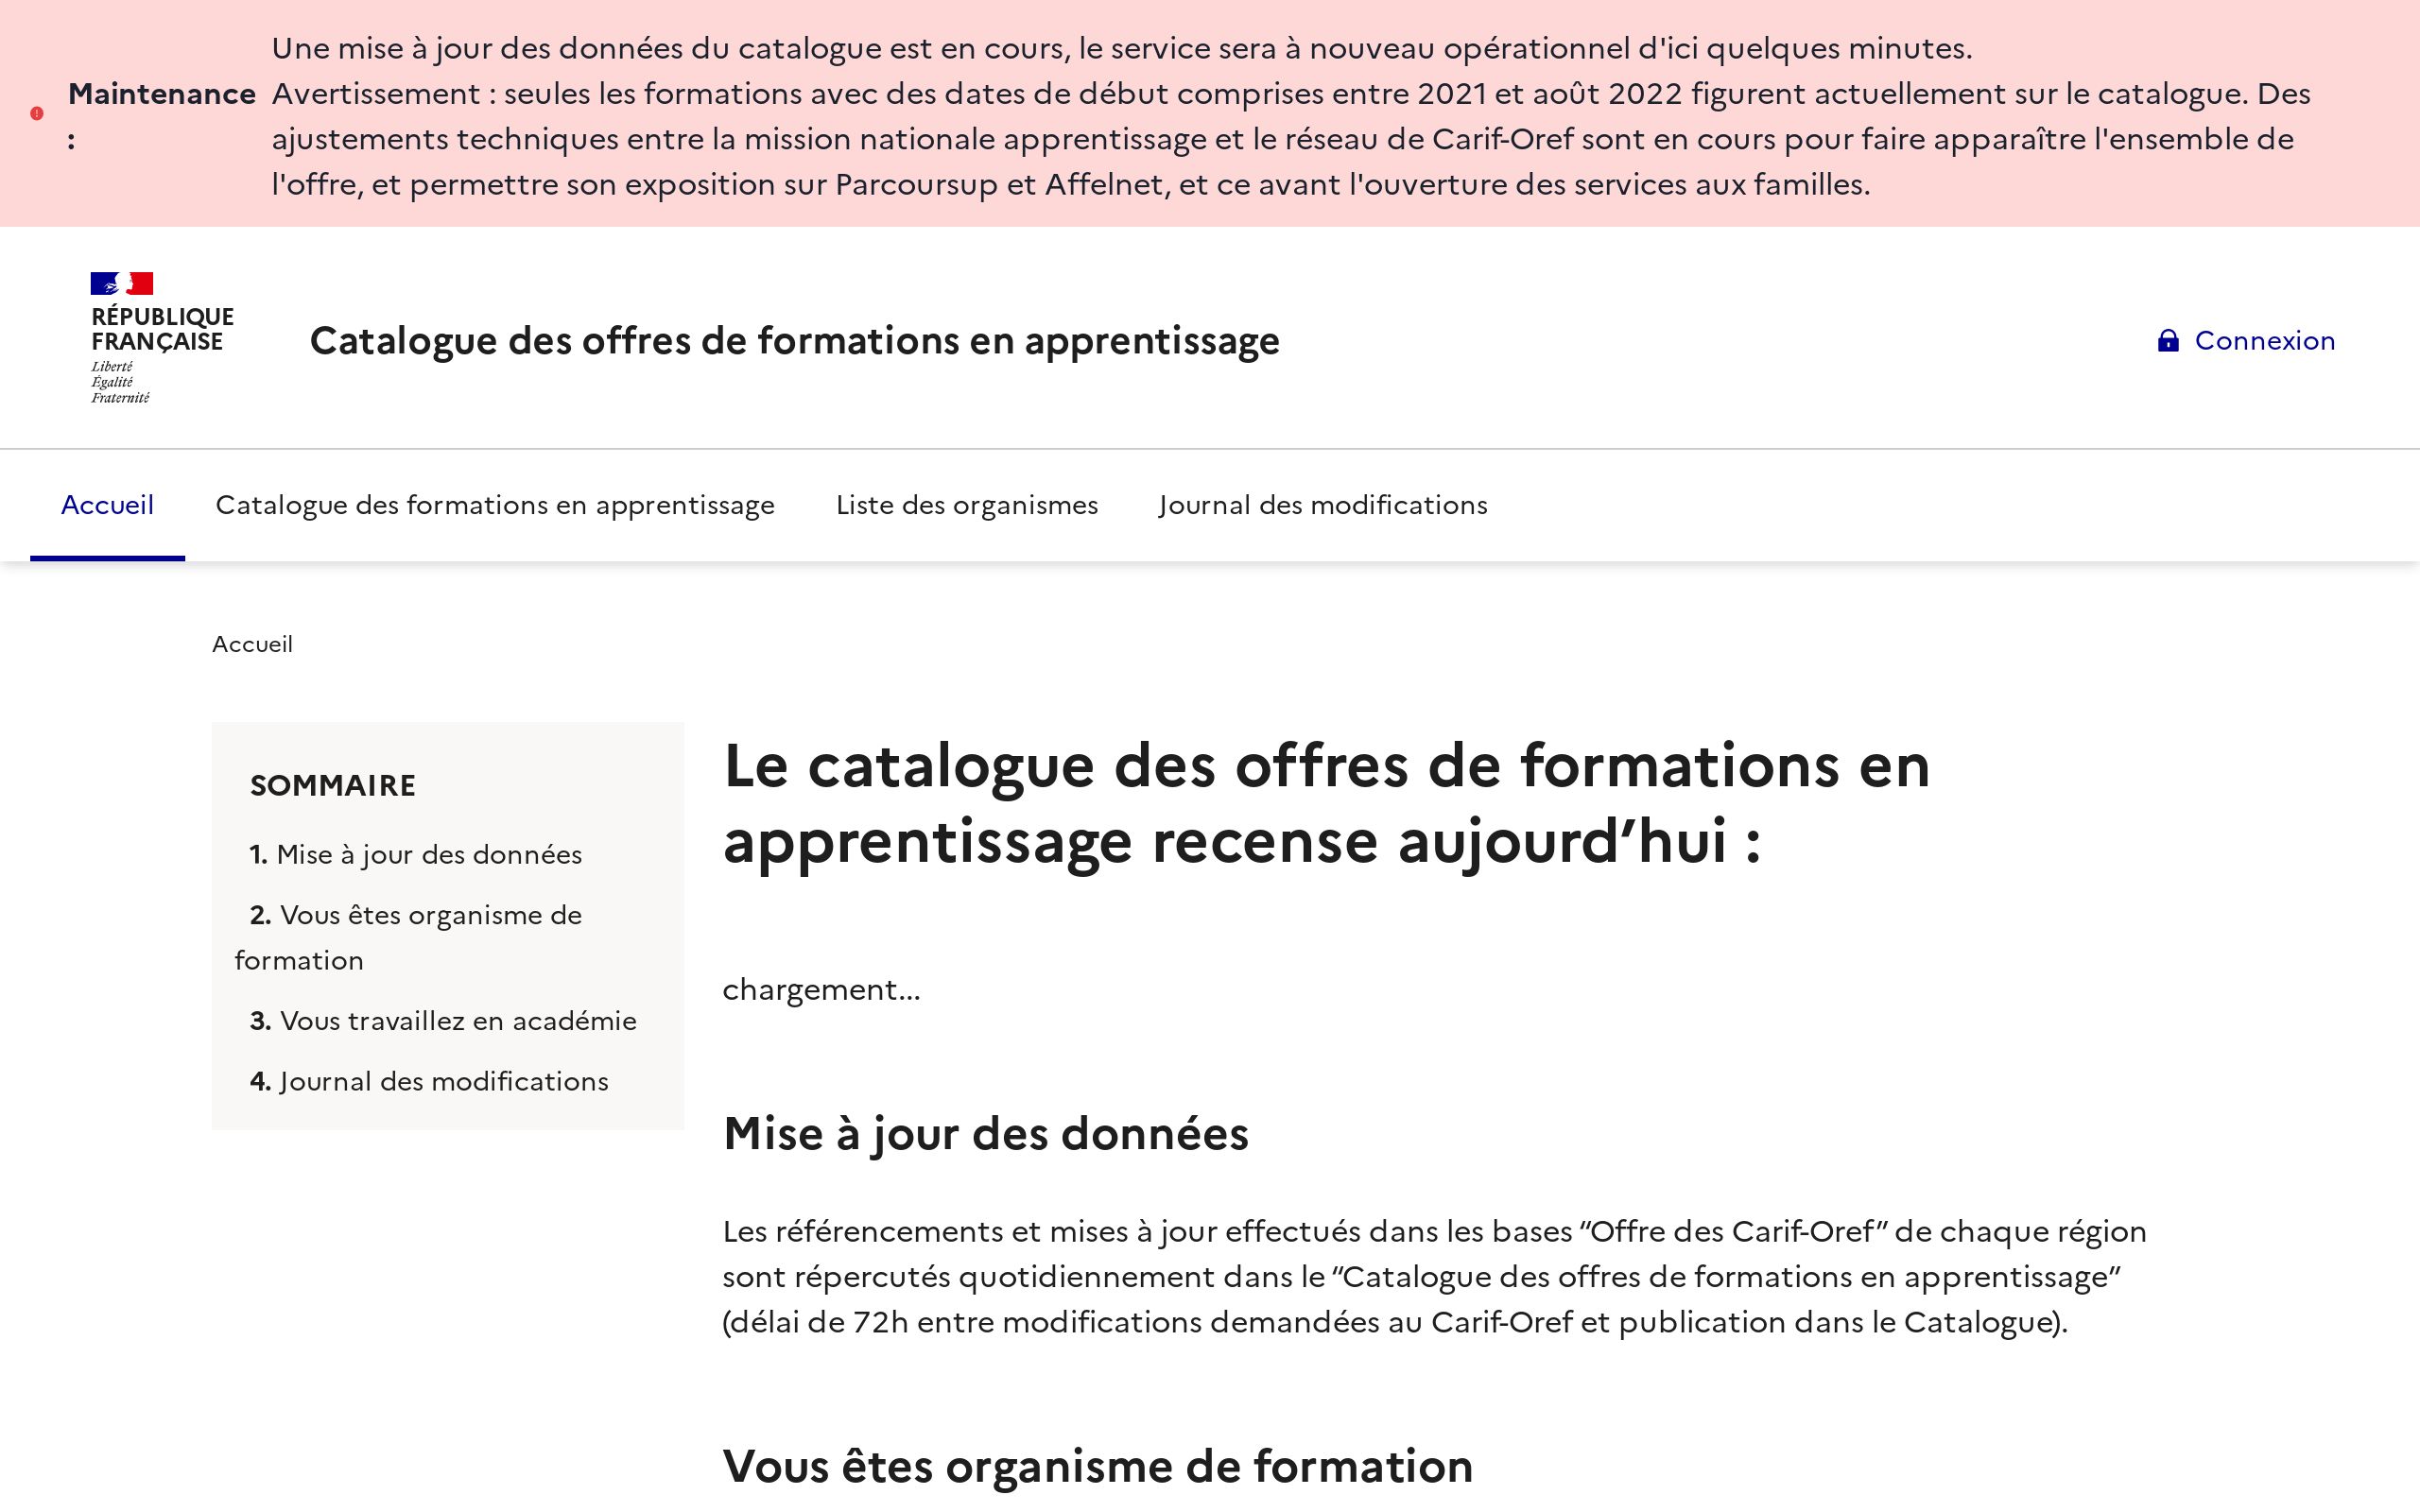 Une mise à jour des données du catalogue est en cours, le service sera à nouveau opérationnel d'ici quelques minutes.
Maintenance :
Avertissement : seules les formations avec des dates de début comprises entre 2021 et août 2022 figurent actuellement sur le catalogue. Des
ajustements techniques entre la mission nationale apprentissage et le réseau de Carif-Oref sont en cours pour faire apparaître l'ensemble de
l'offre, et permettre son exposition sur Parcoursup et Affelnet, et ce avant l'ouverture des services aux familles.
RÉPUBLIQUE
FRANÇAISE
Liberté
Égalité
Fraternité
Catalogue des offres de formations en apprentissage
Connexion
Accueil
Catalogue des formations en apprentissage
Liste des organismes
Journal des modifications
Accueil
SOMMAIRE
1. Mise à jour des données
2. Vous êtes organisme de
formation
3. Vous travaillez en académie
4. Journal des modifications
Le catalogue des offres de formations en
apprentissage recense aujourd’hui :
chargement...
Mise à jour des données
Les référencements et mises à jour effectués dans les bases “Offre des Carif-Oref” de chaque région
sont répercutés quotidiennement dans le “Catalogue des offres de formations en apprentissage”
(délai de 72h entre modifications demandées au Carif-Oref et publication dans le Catalogue).
Vous êtes organisme de formation